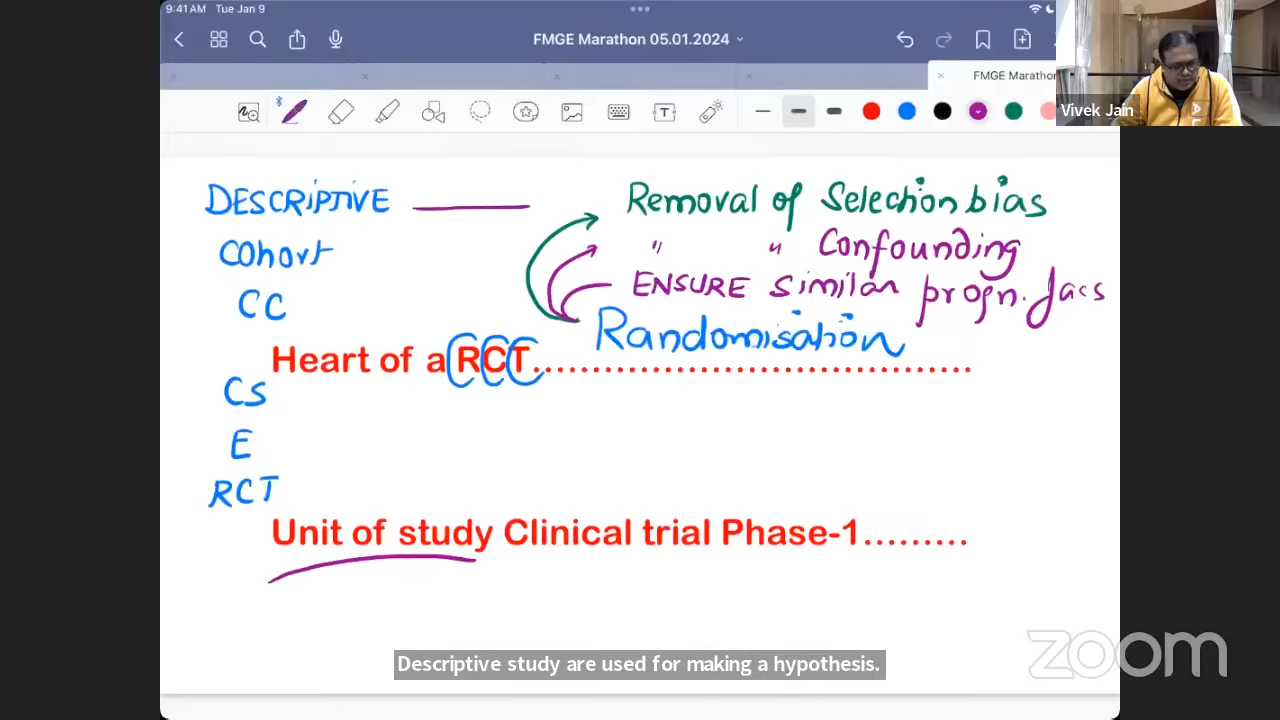 9:41 AM Tue Jan 9
FMGE Marathon 05.01.2024
FMGE Marathon
Vivek Jain
DESCRIPTIVE
Removal of Selection bias
Cohort
" " Confounding
CC
ENSURE similar progn. facs
Randomisation
Heart of a RCT.....................................
Cs
E
RCT
Unit of study Clinical trial Phase-1.........
Descriptive study are used for making a hypothesis.
zoom